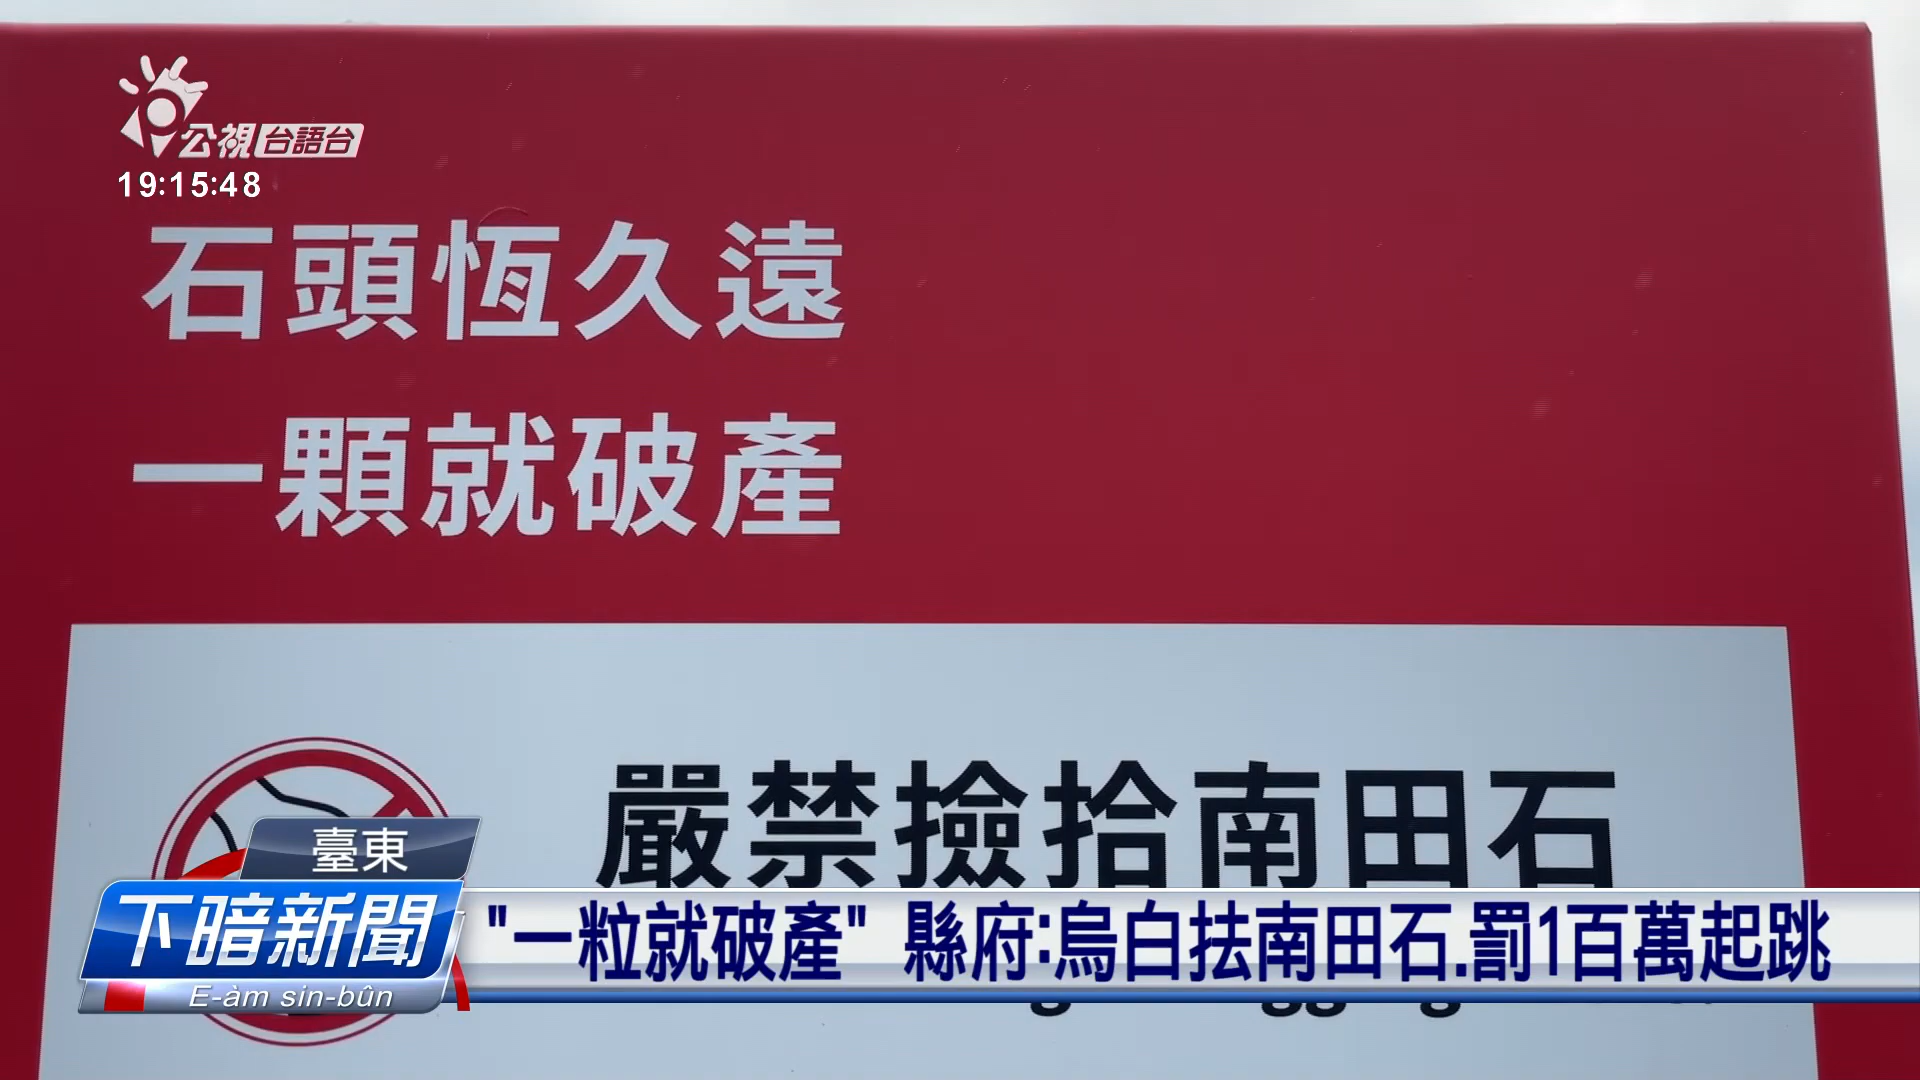 公視台語台
19:15:48
石頭恆久遠
一顆就破產
嚴禁撿拾南田石
臺東
下暗新聞
E-àm sin-bûn
"一粒就破產" 縣府:烏白抾南田石.罰1百萬起跳